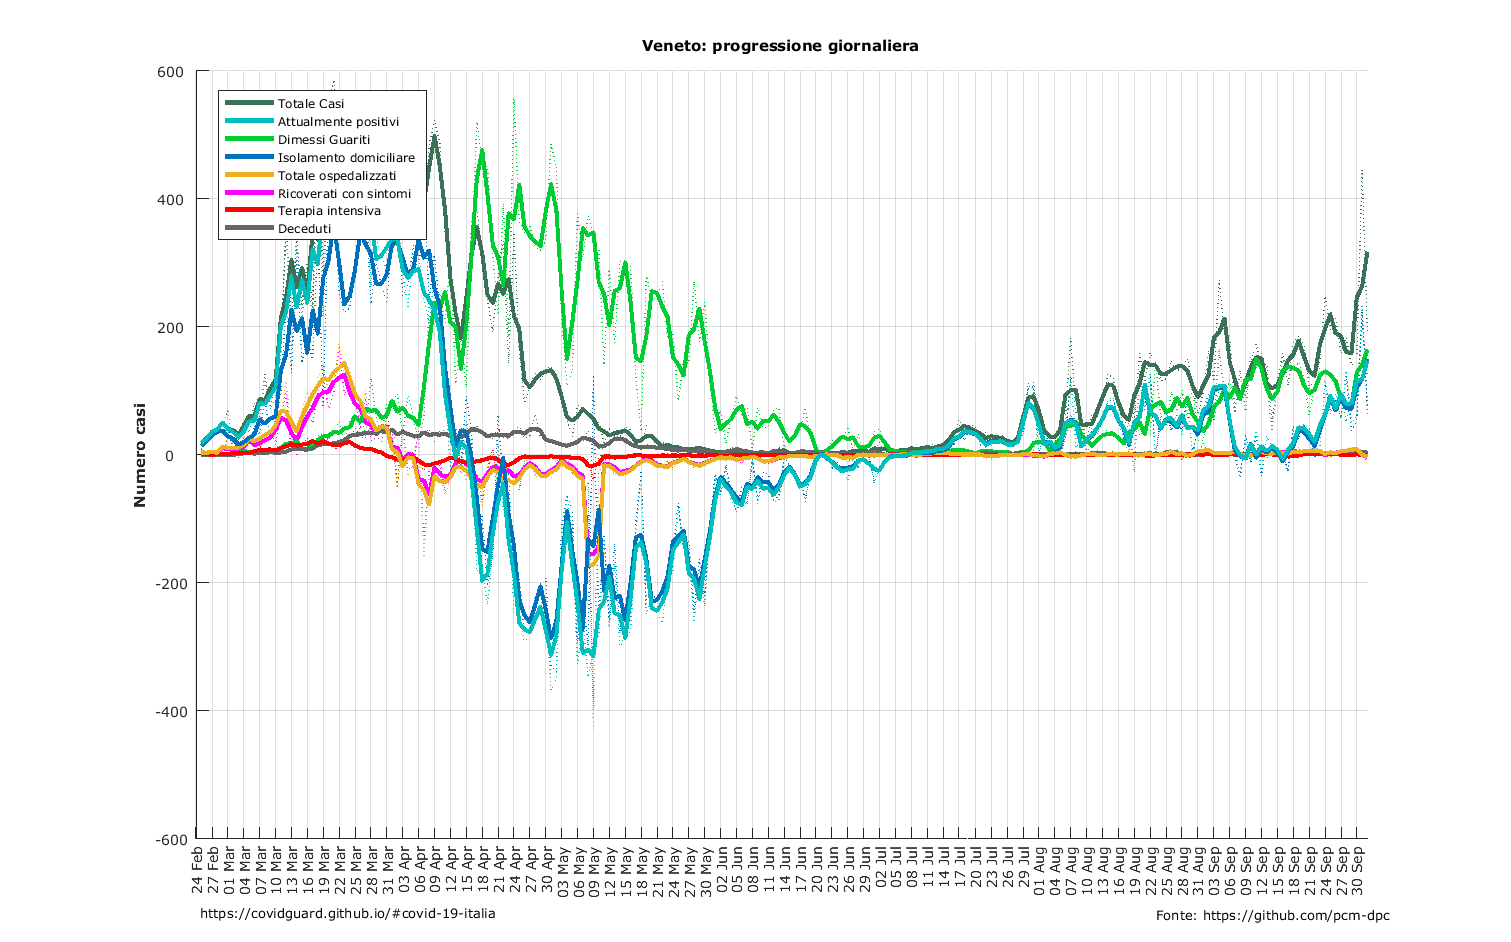 Veneto: progressione giornaliera
600
400
200
0
-200
-400
-600
Numero casi
Totale Casi
Attualmente positivi
Dimessi Guariti
Isolamento domiciliare
Totale ospedalizzati
Ricoverati con sintomi
Terapia intensiva
Deceduti
24 Feb
27 Feb
01 Mar
04 Mar
07 Mar
10 Mar
13 Mar
16 Mar
19 Mar
22 Mar
25 Mar
28 Mar
31 Mar
03 Apr
06 Apr
09 Apr
12 Apr
15 Apr
18 Apr
21 Apr
24 Apr
27 Apr
30 Apr
03 May
06 May
09 May
12 May
15 May
18 May
21 May
24 May
27 May
30 May
02 Jun
05 Jun
08 Jun
11 Jun
14 Jun
17 Jun
20 Jun
23 Jun
26 Jun
29 Jun
02 Jul
05 Jul
08 Jul
11 Jul
14 Jul
17 Jul
20 Jul
23 Jul
26 Jul
29 Jul
01 Aug
04 Aug
07 Aug
10 Aug
13 Aug
16 Aug
19 Aug
22 Aug
25 Aug
28 Aug
31 Aug
03 Sep
06 Sep
09 Sep
12 Sep
15 Sep
18 Sep
21 Sep
24 Sep
27 Sep
30 Sep
https://covidguard.github.io/#covid-19-italia
Fonte: https://github.com/pcm-dpc